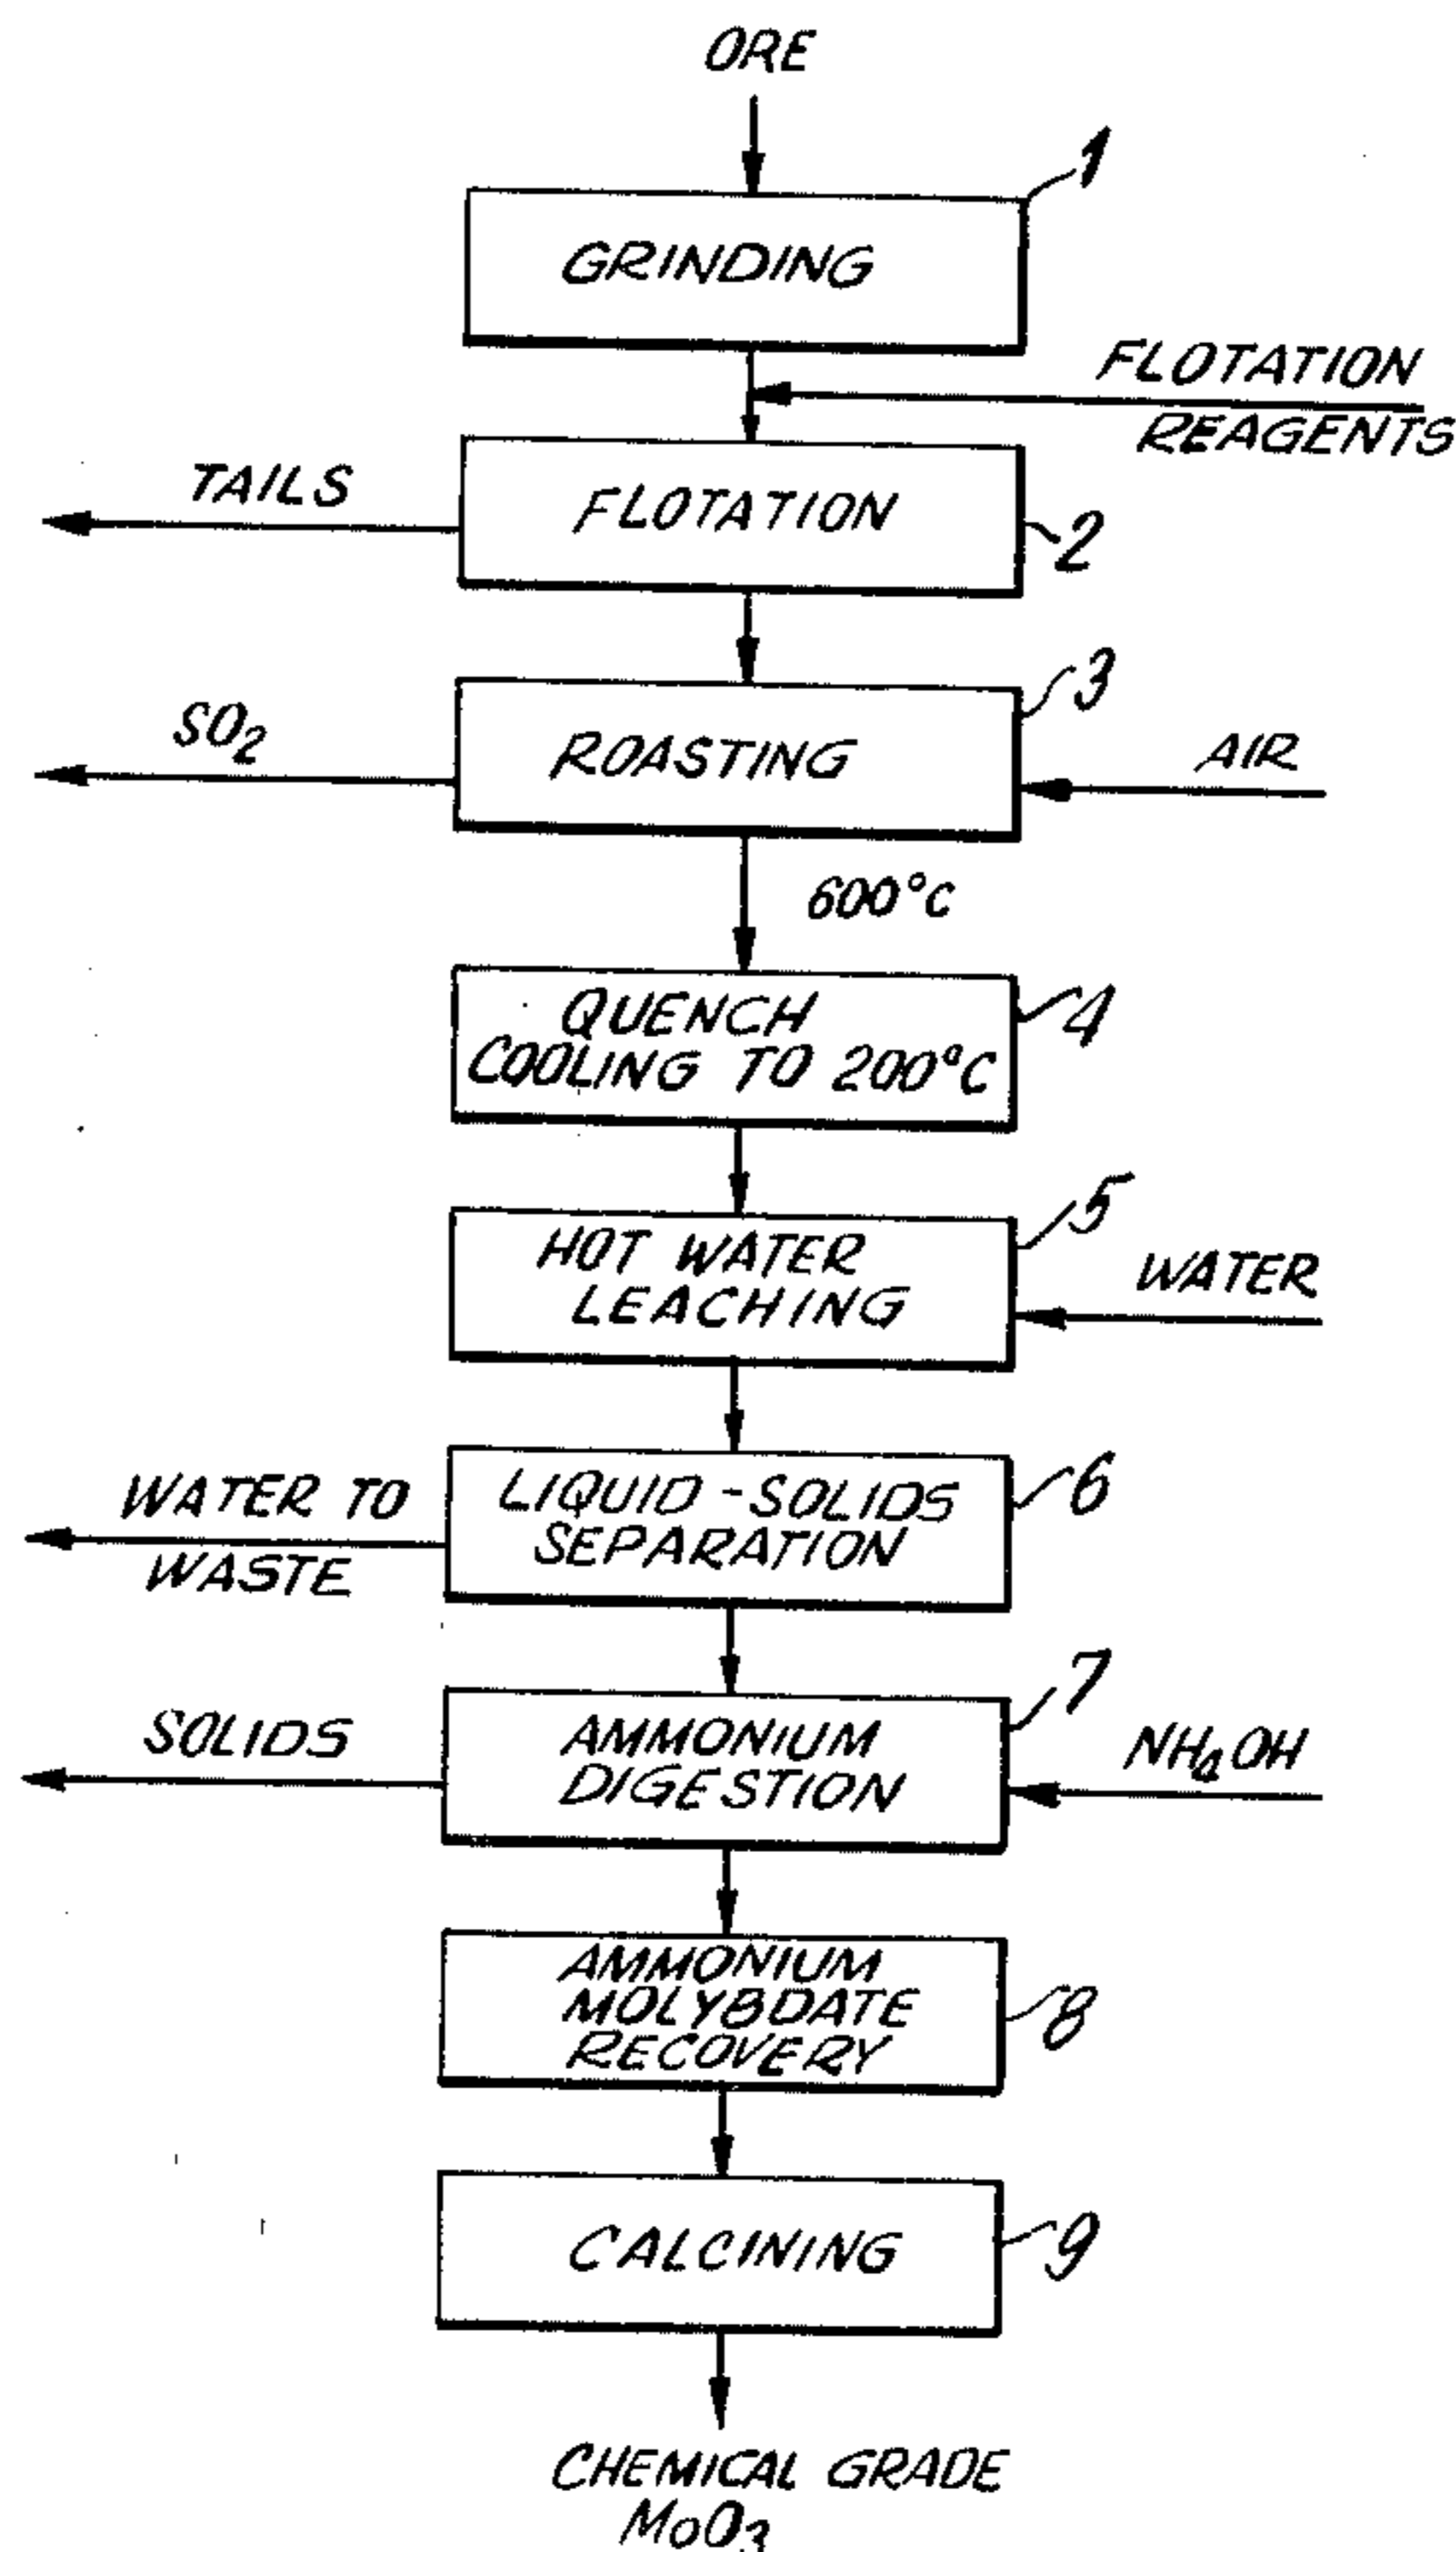 ORE
1
GRINDING
FLOTATION
REAGENTS
TAILS
FLOTATION
2
3
SO2
ROASTING
AIR
600°C
4
QUENCH
COOLING TO 200°C
5
HOT WATER
LEACHING
WATER
6
WATER TO
WASTE
LIQUID-SOLIDS
SEPARATION
7
SOLIDS
AMMONIUM
DIGESTION
NH4OH
AMMONIUM
MOLYBDATE
RECOVERY
8
CALCINING
9
CHEMICAL GRADE
MoO3